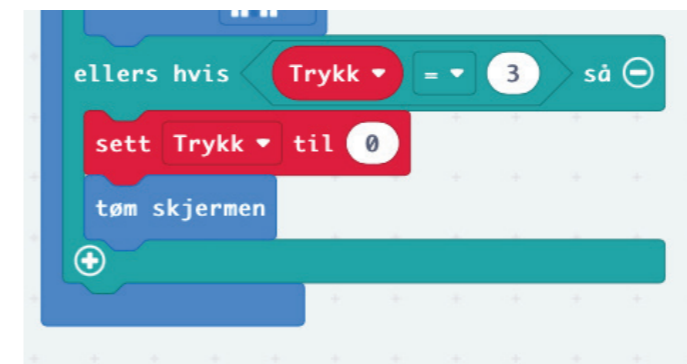 ellers hvis Trykk = 3 så
sett Trykk til 0
tøm skjermen